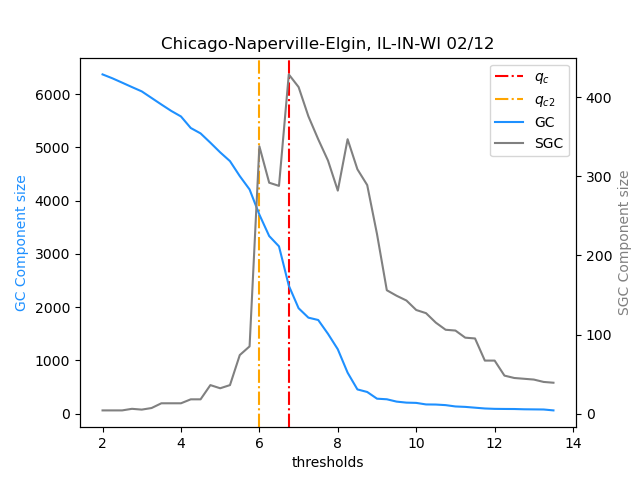 Chicago-Naperville-Elgin, IL-IN-WI 02/12
GC Component size
6000
5000
4000
3000
2000
1000
0
2
4
6
8
10
12
14
thresholds
400
300
200
100
0
SGC Component size
q_c
q_c2
GC
SGC